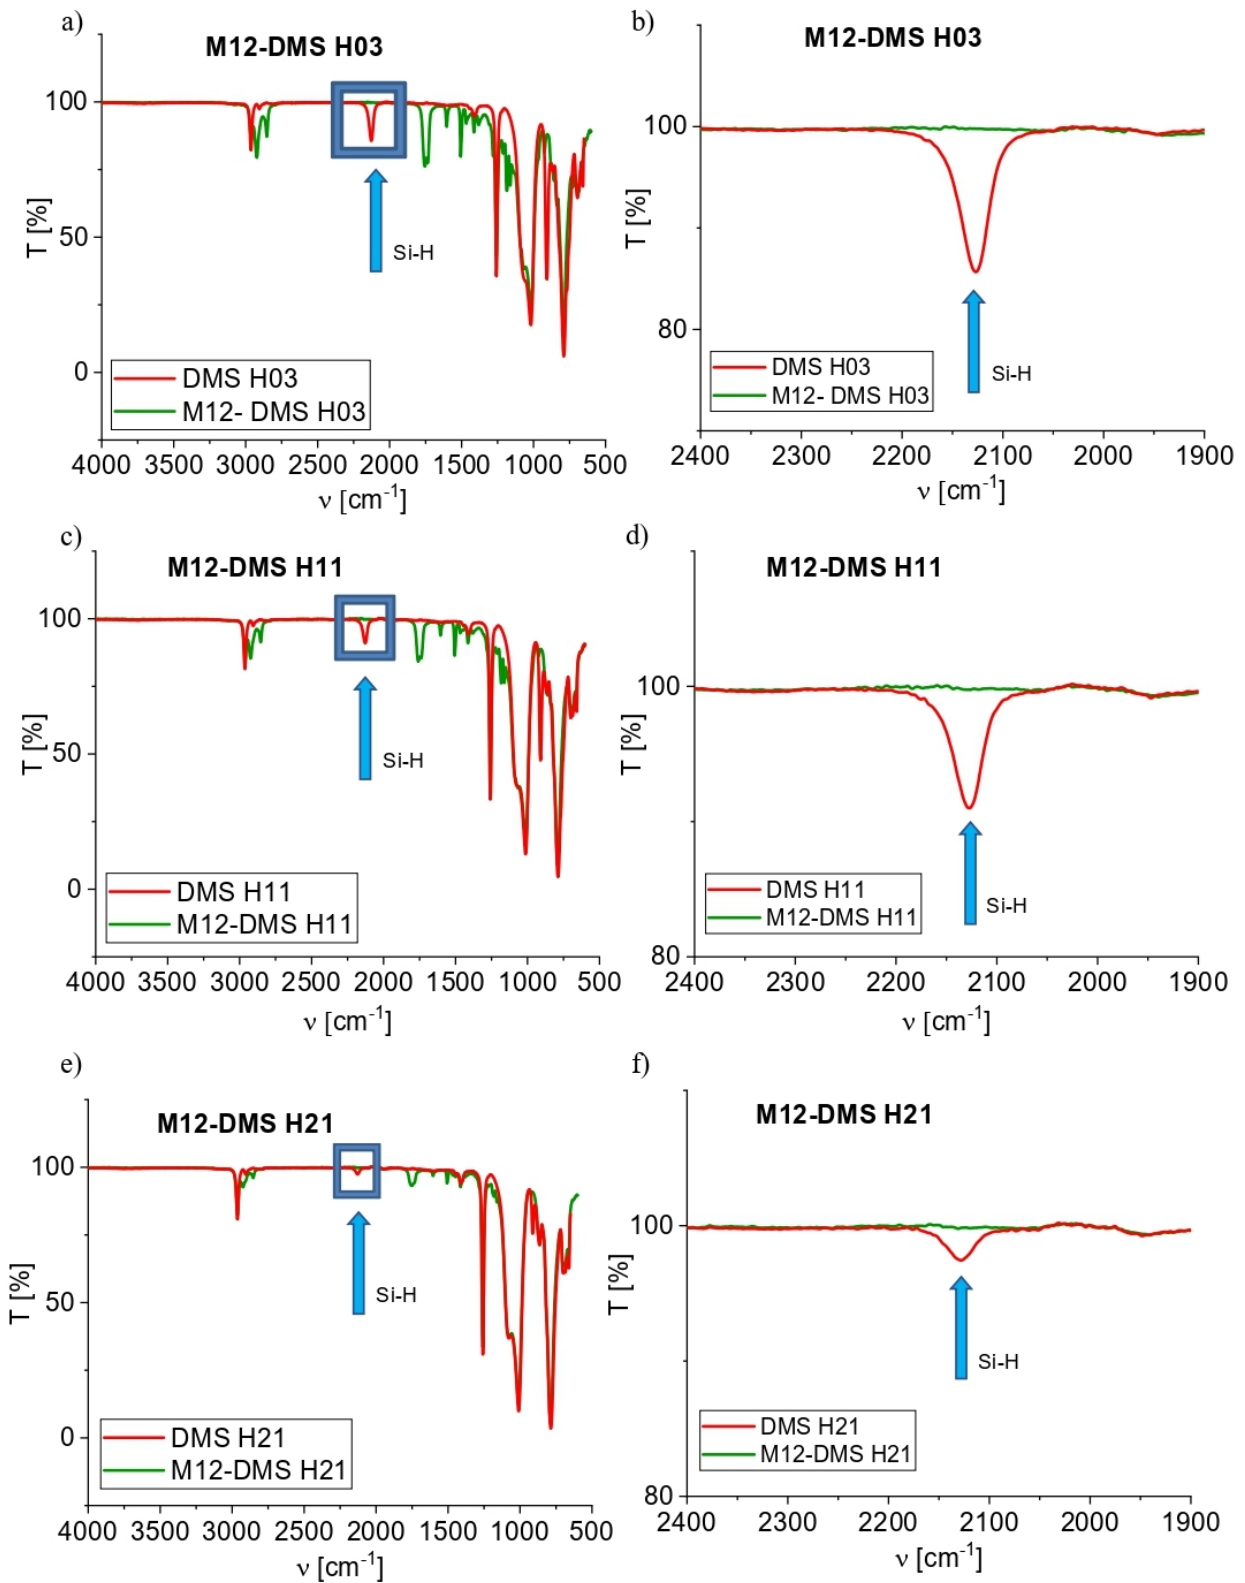 a)
M12-DMS H03
100
50
0
T [%]
Si-H
DMS H03
M12- DMS H03
4000 3500 3000 2500 2000 1500 1000 500
ν [cm-1]
b)
M12-DMS H03
100
80
T [%]
Si-H
DMS H03
M12- DMS H03
2400 2300 2200 2100 2000 1900
ν [cm-1]
c)
M12-DMS H11
100
50
0
T [%]
Si-H
DMS H11
M12-DMS H11
4000 3500 3000 2500 2000 1500 1000 500
ν [cm-1]
d)
M12-DMS H11
100
80
T [%]
Si-H
DMS H11
M12-DMS H11
2400 2300 2200 2100 2000 1900
ν [cm-1]
e)
M12-DMS H21
100
50
0
T [%]
Si-H
DMS H21
M12-DMS H21
4000 3500 3000 2500 2000 1500 1000 500
ν [cm-1]
f)
M12-DMS H21
100
80
T [%]
Si-H
DMS H21
M12-DMS H21
2400 2300 2200 2100 2000 1900
ν [cm-1]